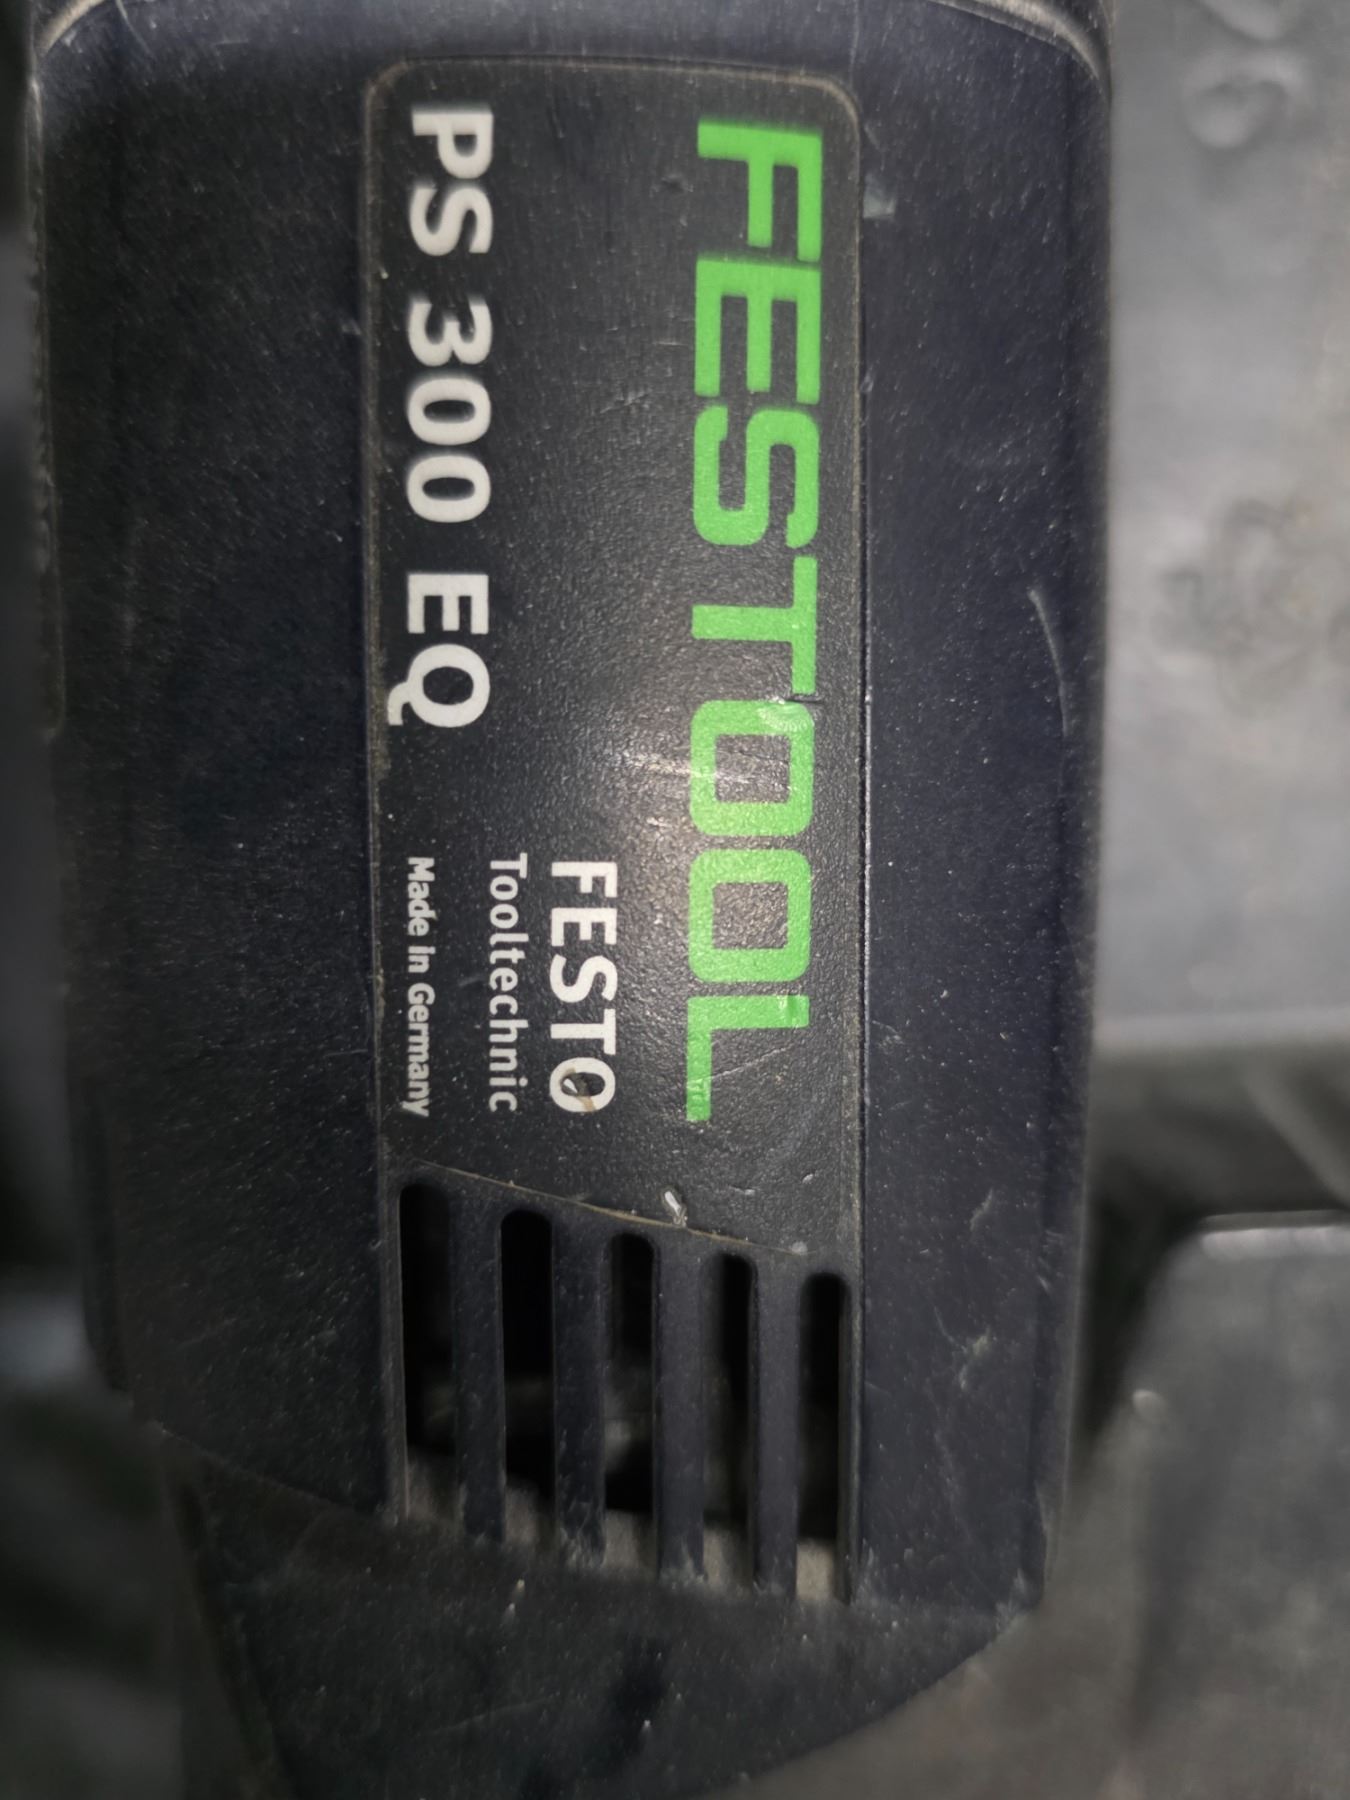 FESTOOL
FESTO
Tooltechnic
PS 300 EQ
Made in Germany